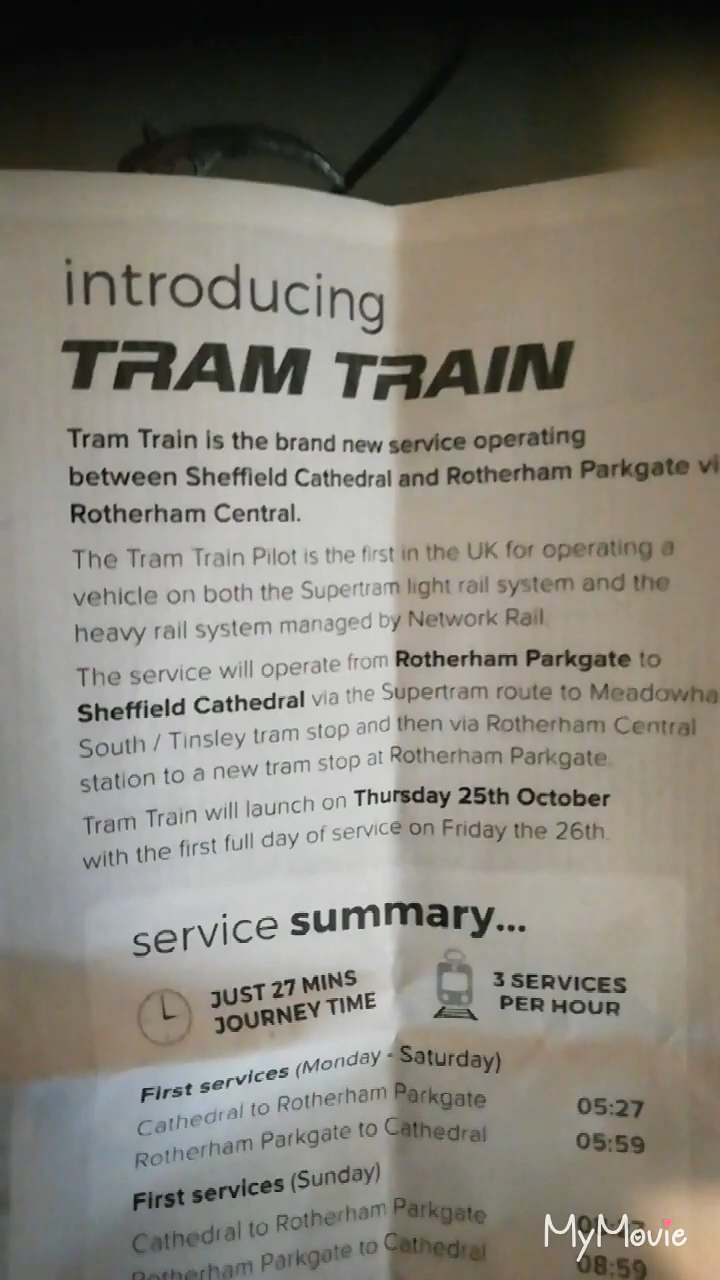 introducing
TRAM TRAIN
Tram Train is the brand new service operating
between Sheffield Cathedral and Rotherham Parkgate vi
Rotherham Central.
The Tram Train Pilot is the first in the UK for operating a
vehicle on both the Supertram light rail system and the
heavy rail system managed by Network Rail.
The service will operate from Rotherham Parkgate to
Sheffield Cathedral via the Supertram route to Meadowha
South / Tinsley tram stop and then via Rotherham Central
station to a new tram stop at Rotherham Parkgate.
Tram Train will launch on Thursday 25th October
with the first full day of service on Friday the 26th.
service summary...
JUST 27 MINS
JOURNEY TIME
3 SERVICES
PER HOUR
First services (Monday - Saturday)
Cathedral to Rotherham Parkgate 05:27
Rotherham Parkgate to Cathedral 05:59
First services (Sunday)
Cathedral to Rotherham Parkgate
Rotherham Parkgate to Cathedral 08:59
MyMovie